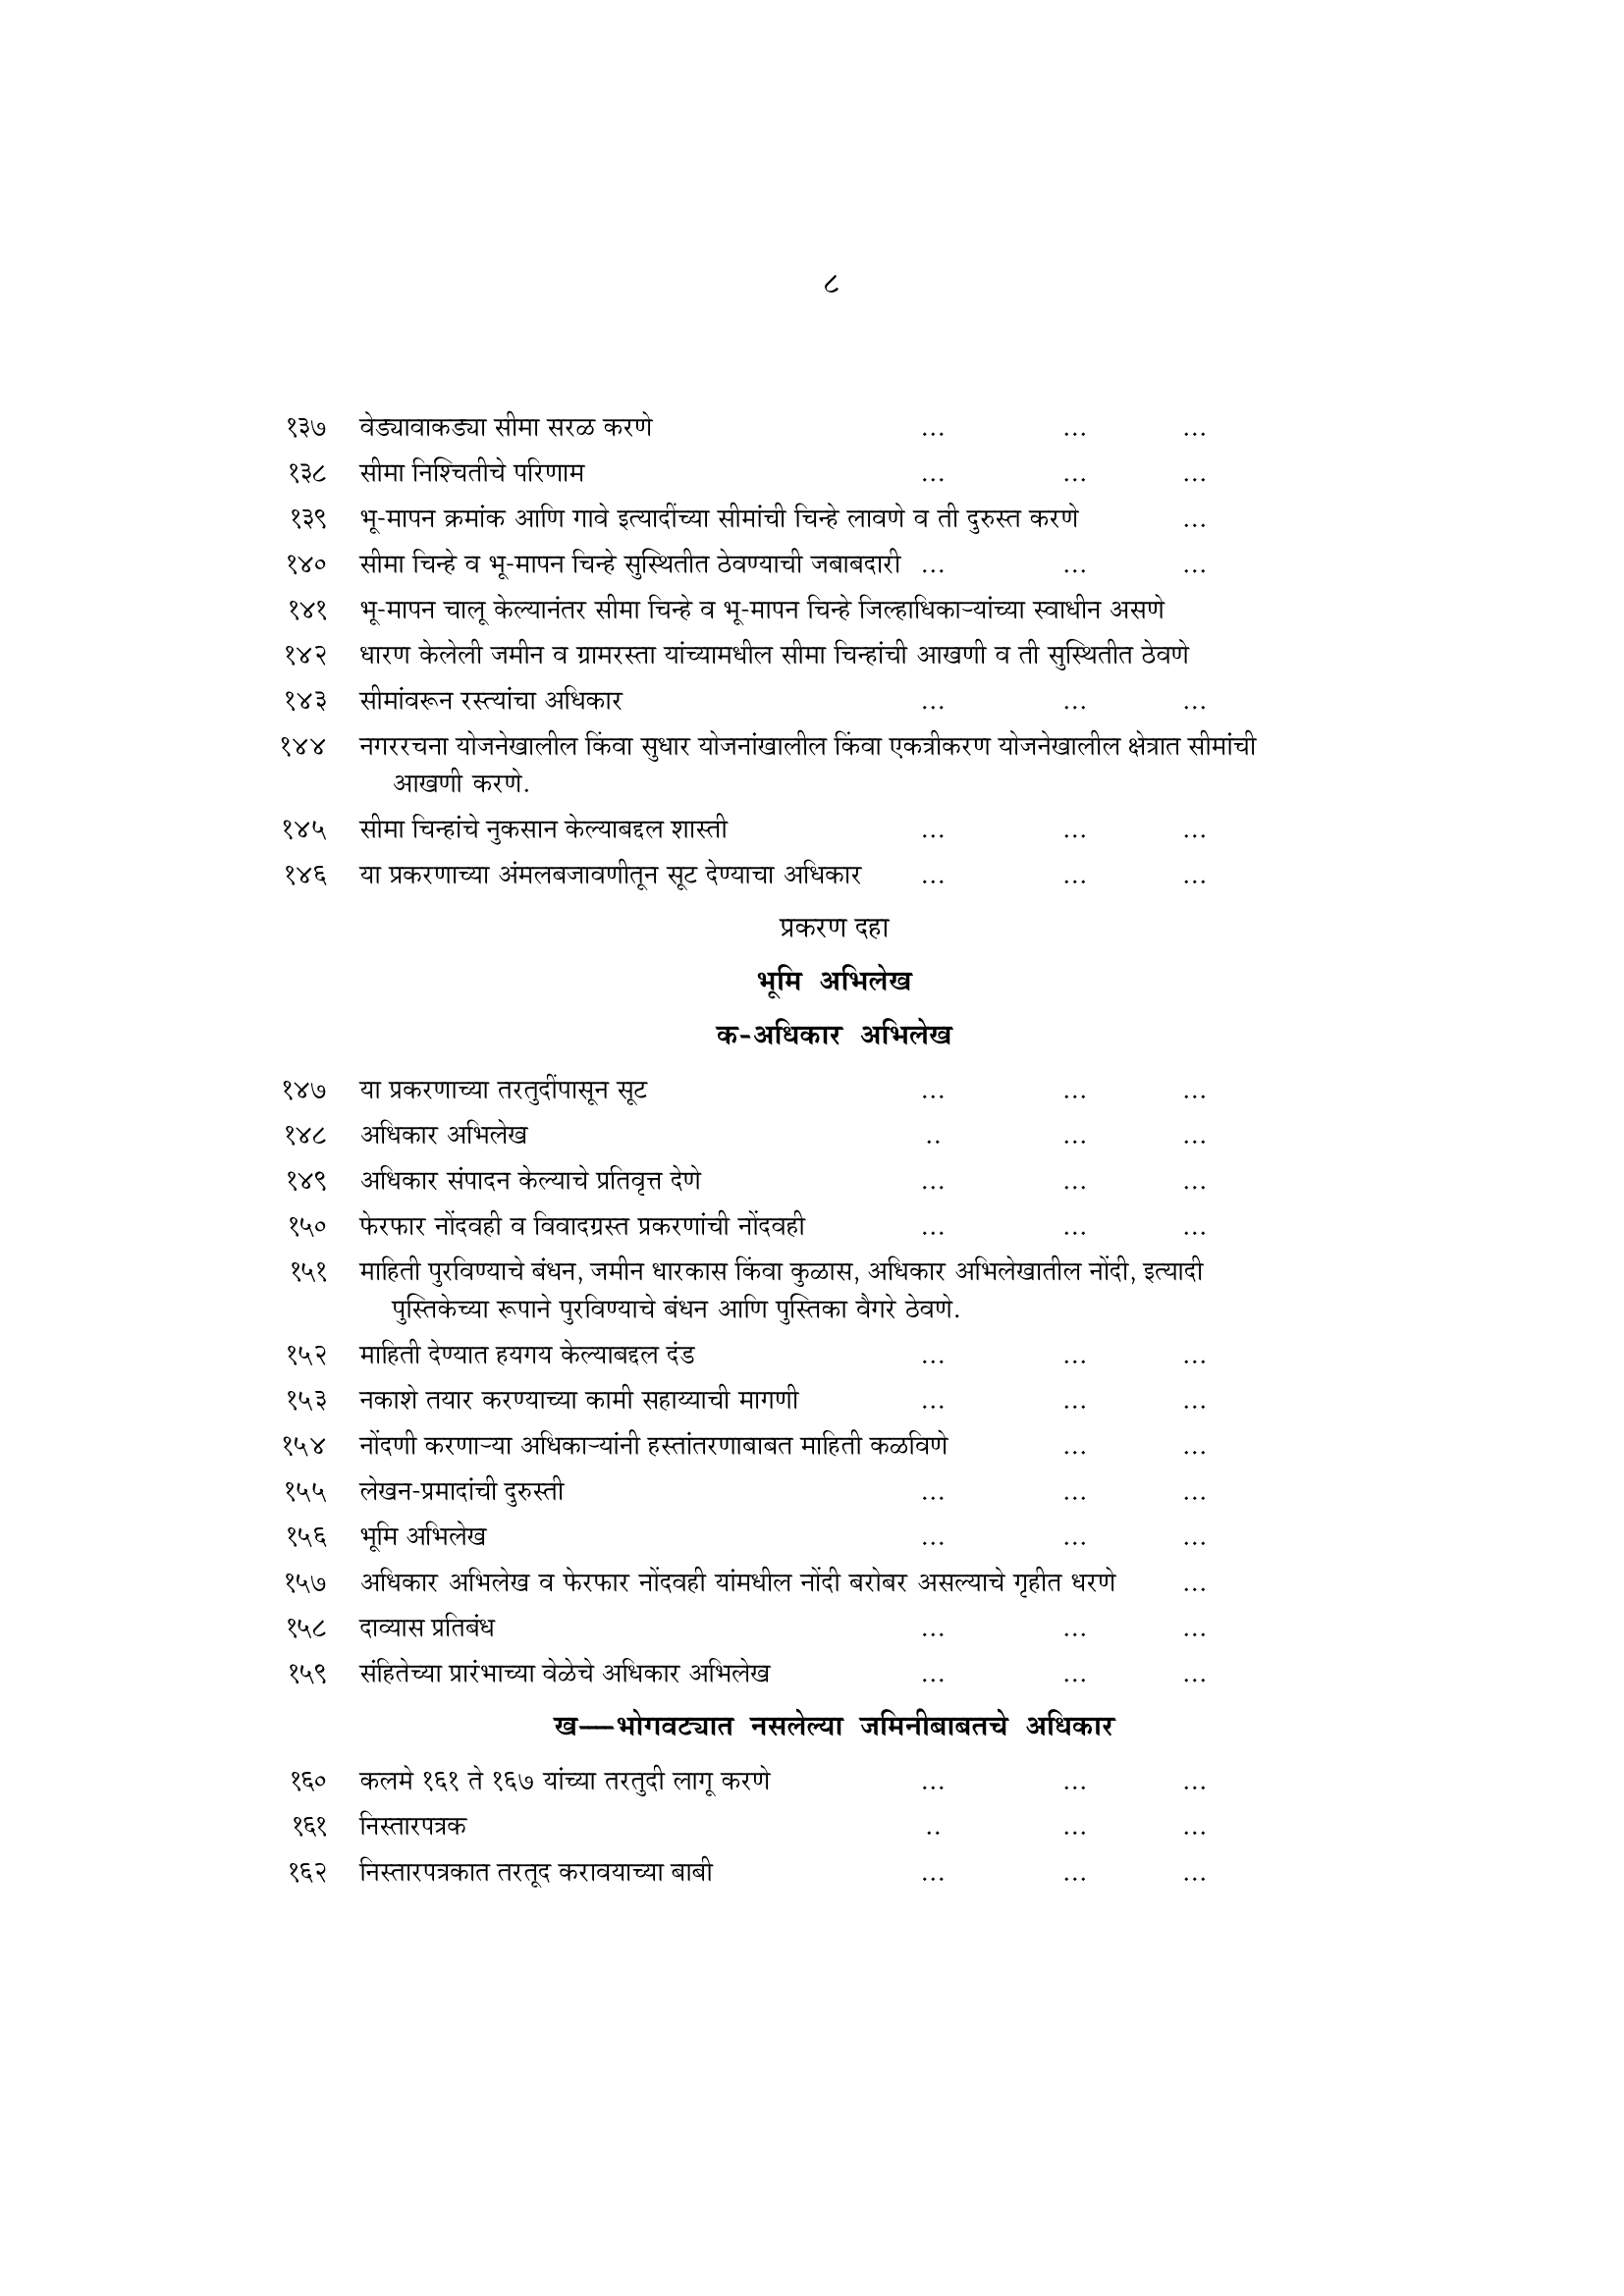 ८
१३७ वेड्यावाकड्या सीमा सरळ करणे ... ... ...
१३८ सीमा निश्चितीचे परिणाम ... ... ...
१३९ भू-मापन क्रमांक आणि गावे इत्यादींच्या सीमांची चिन्हे लावणे व ती दुरुस्त करणे ...
१४० सीमा चिन्हे व भू-मापन चिन्हे सुस्थितीत ठेवण्याची जबाबदारी ... ... ...
१४१ भू-मापन चालू केल्यानंतर सीमा चिन्हे व भू-मापन चिन्हे जिल्हाधिकाऱ्यांच्या स्वाधीन असणे
१४२ धारण केलेली जमीन व ग्रामरस्ता यांच्यामधील सीमा चिन्हांची आखणी व ती सुस्थितीत ठेवणे
१४३ सीमांवरून रस्त्यांचा अधिकार ... ... ...
१४४ नगररचना योजनेखालील किंवा सुधार योजनांखालील किंवा एकत्रीकरण योजनेखालील क्षेत्रात सीमांची
आखणी करणे.
१४५ सीमा चिन्हांचे नुकसान केल्याबद्दल शास्ती ... ... ...
१४६ या प्रकरणाच्या अंमलबजावणीतून सूट देण्याचा अधिकार ... ... ...
प्रकरण दहा
भूमि अभिलेख
क-अधिकार अभिलेख
१४७ या प्रकरणाच्या तरतुदींपासून सूट ... ... ...
१४८ अधिकार अभिलेख .. ... ...
१४९ अधिकार संपादन केल्याचे प्रतिवृत्त देणे ... ... ...
१५० फेरफार नोंदवही व विवादग्रस्त प्रकरणांची नोंदवही ... ... ...
१५१ माहिती पुरविण्याचे बंधन, जमीन धारकास किंवा कुळास, अधिकार अभिलेखातील नोंदी, इत्यादी
पुस्तिकेच्या रूपाने पुरविण्याचे बंधन आणि पुस्तिका वैगरे ठेवणे.
१५२ माहिती देण्यात हयगय केल्याबद्दल दंड ... ... ...
१५३ नकाशे तयार करण्याच्या कामी सहाय्याची मागणी ... ... ...
१५४ नोंदणी करणाऱ्या अधिकाऱ्यांनी हस्तांतरणाबाबत माहिती कळविणे ... ...
१५५ लेखन-प्रमादांची दुरुस्ती ... ... ...
१५६ भूमि अभिलेख ... ... ...
१५७ अधिकार अभिलेख व फेरफार नोंदवही यांमधील नोंदी बरोबर असल्याचे गृहीत धरणे ...
१५८ दाव्यास प्रतिबंध ... ... ...
१५९ संहितेच्या प्रारंभाच्या वेळेचे अधिकार अभिलेख ... ... ...
ख—भोगवट्यात नसलेल्या जमिनीबाबतचे अधिकार
१६० कलमे १६१ ते १६७ यांच्या तरतुदी लागू करणे ... ... ...
१६१ निस्तारपत्रक .. ... ...
१६२ निस्तारपत्रकात तरतूद करावयाच्या बाबी ... ... ...